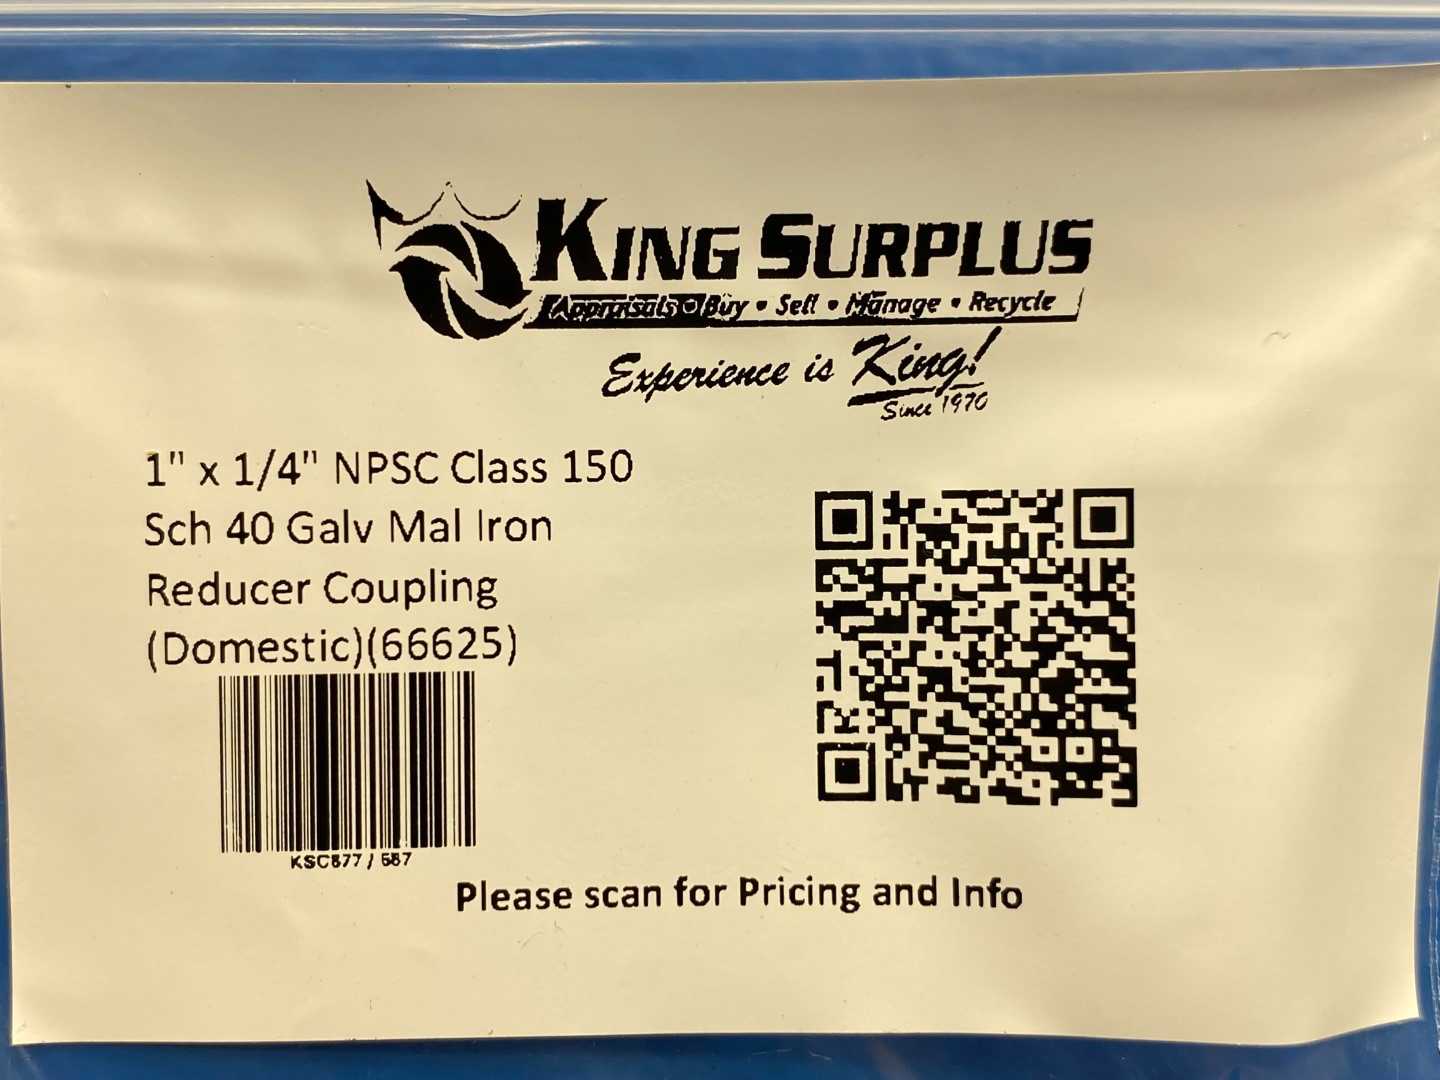 KING SURPLUS
Appraisals • Buy • Sell • Manage • Recycle
Experience is King!
Since 1970
1" x 1/4" NPSC Class 150
Sch 40 Galv Mal Iron
Reducer Coupling
(Domestic)(66625)
KSC877 / 587
Please scan for Pricing and Info